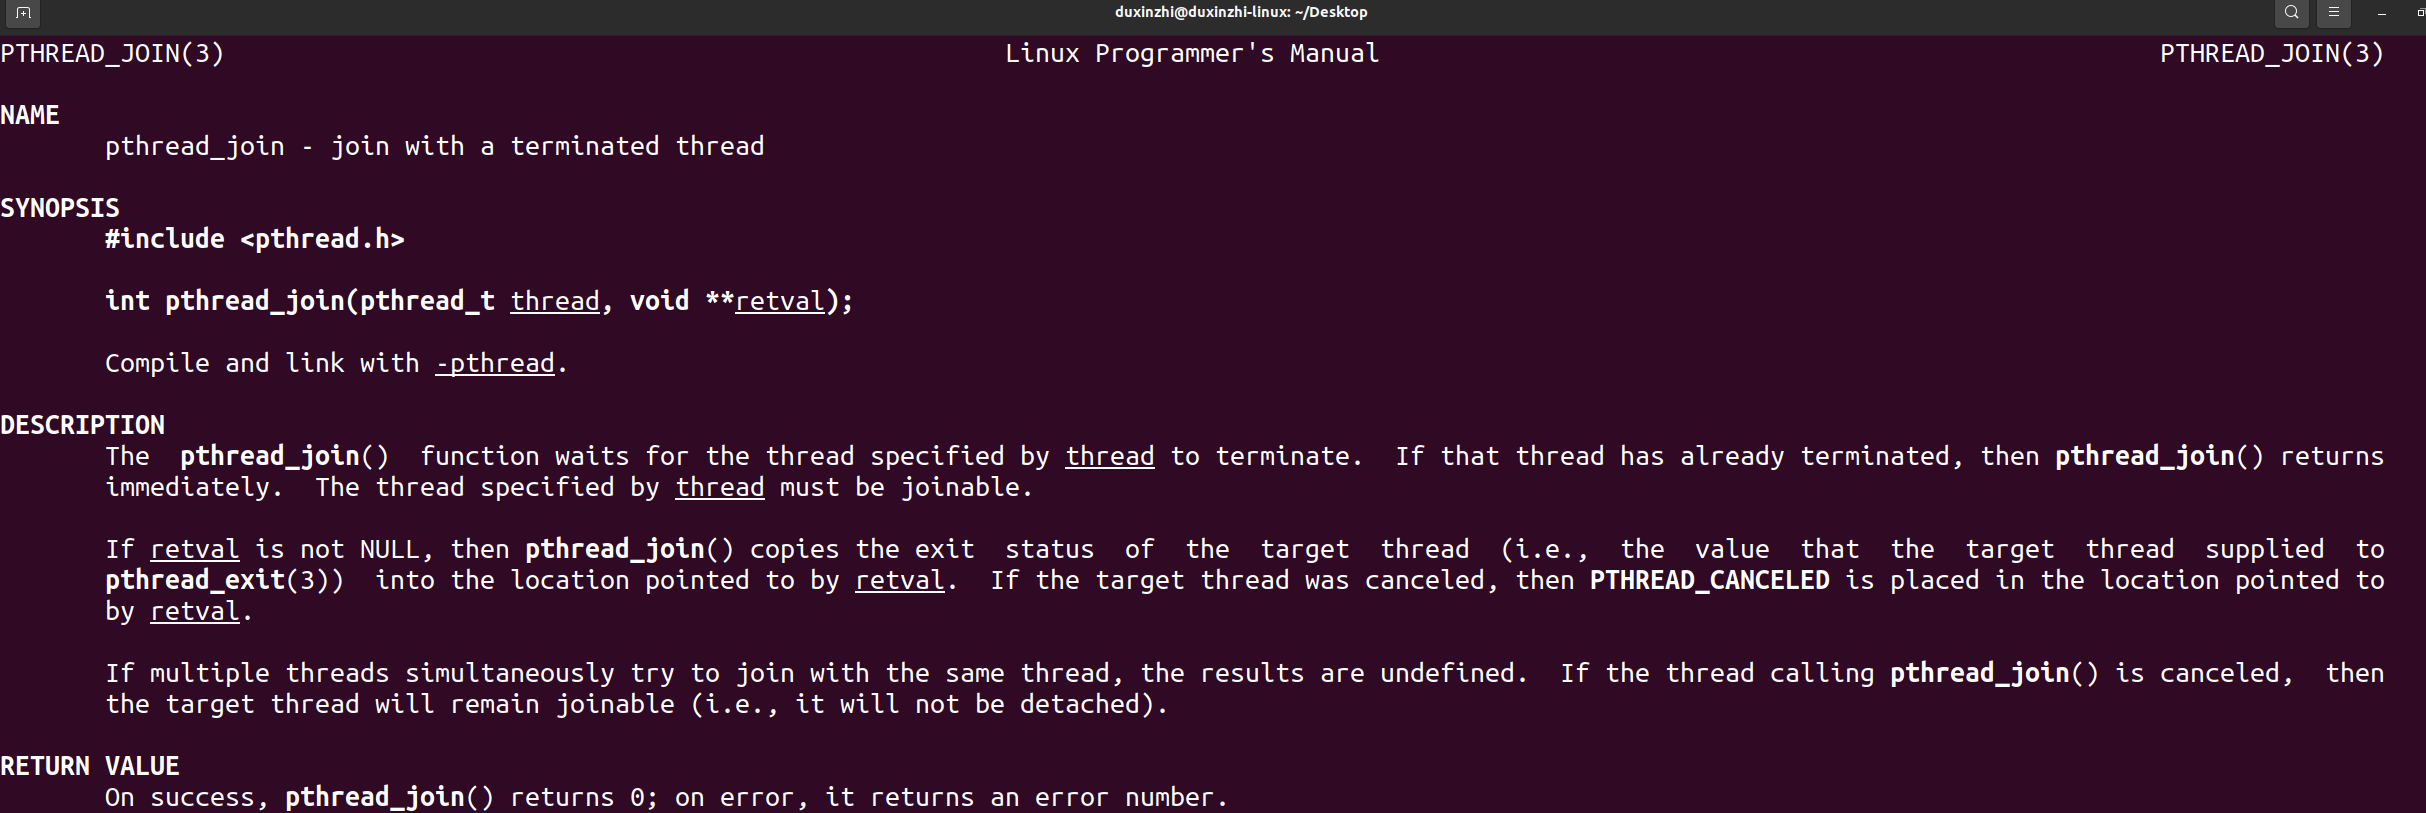 duxinzhi@duxinzhi-linux: ~/Desktop
PTHREAD_JOIN(3) Linux Programmer's Manual PTHREAD_JOIN(3)
NAME
pthread_join - join with a terminated thread
SYNOPSIS
#include <pthread.h>
int pthread_join(pthread_t thread, void **retval);
Compile and link with -pthread.
DESCRIPTION
The pthread_join() function waits for the thread specified by thread to terminate. If that thread has already terminated, then pthread_join() returns
immediately. The thread specified by thread must be joinable.
If retval is not NULL, then pthread_join() copies the exit status of the target thread (i.e., the value that the target thread supplied to
pthread_exit(3)) into the location pointed to by retval. If the target thread was canceled, then PTHREAD_CANCELED is placed in the location pointed to
by retval.
If multiple threads simultaneously try to join with the same thread, the results are undefined. If the thread calling pthread_join() is canceled, then
the target thread will remain joinable (i.e., it will not be detached).
RETURN VALUE
On success, pthread_join() returns 0; on error, it returns an error number.